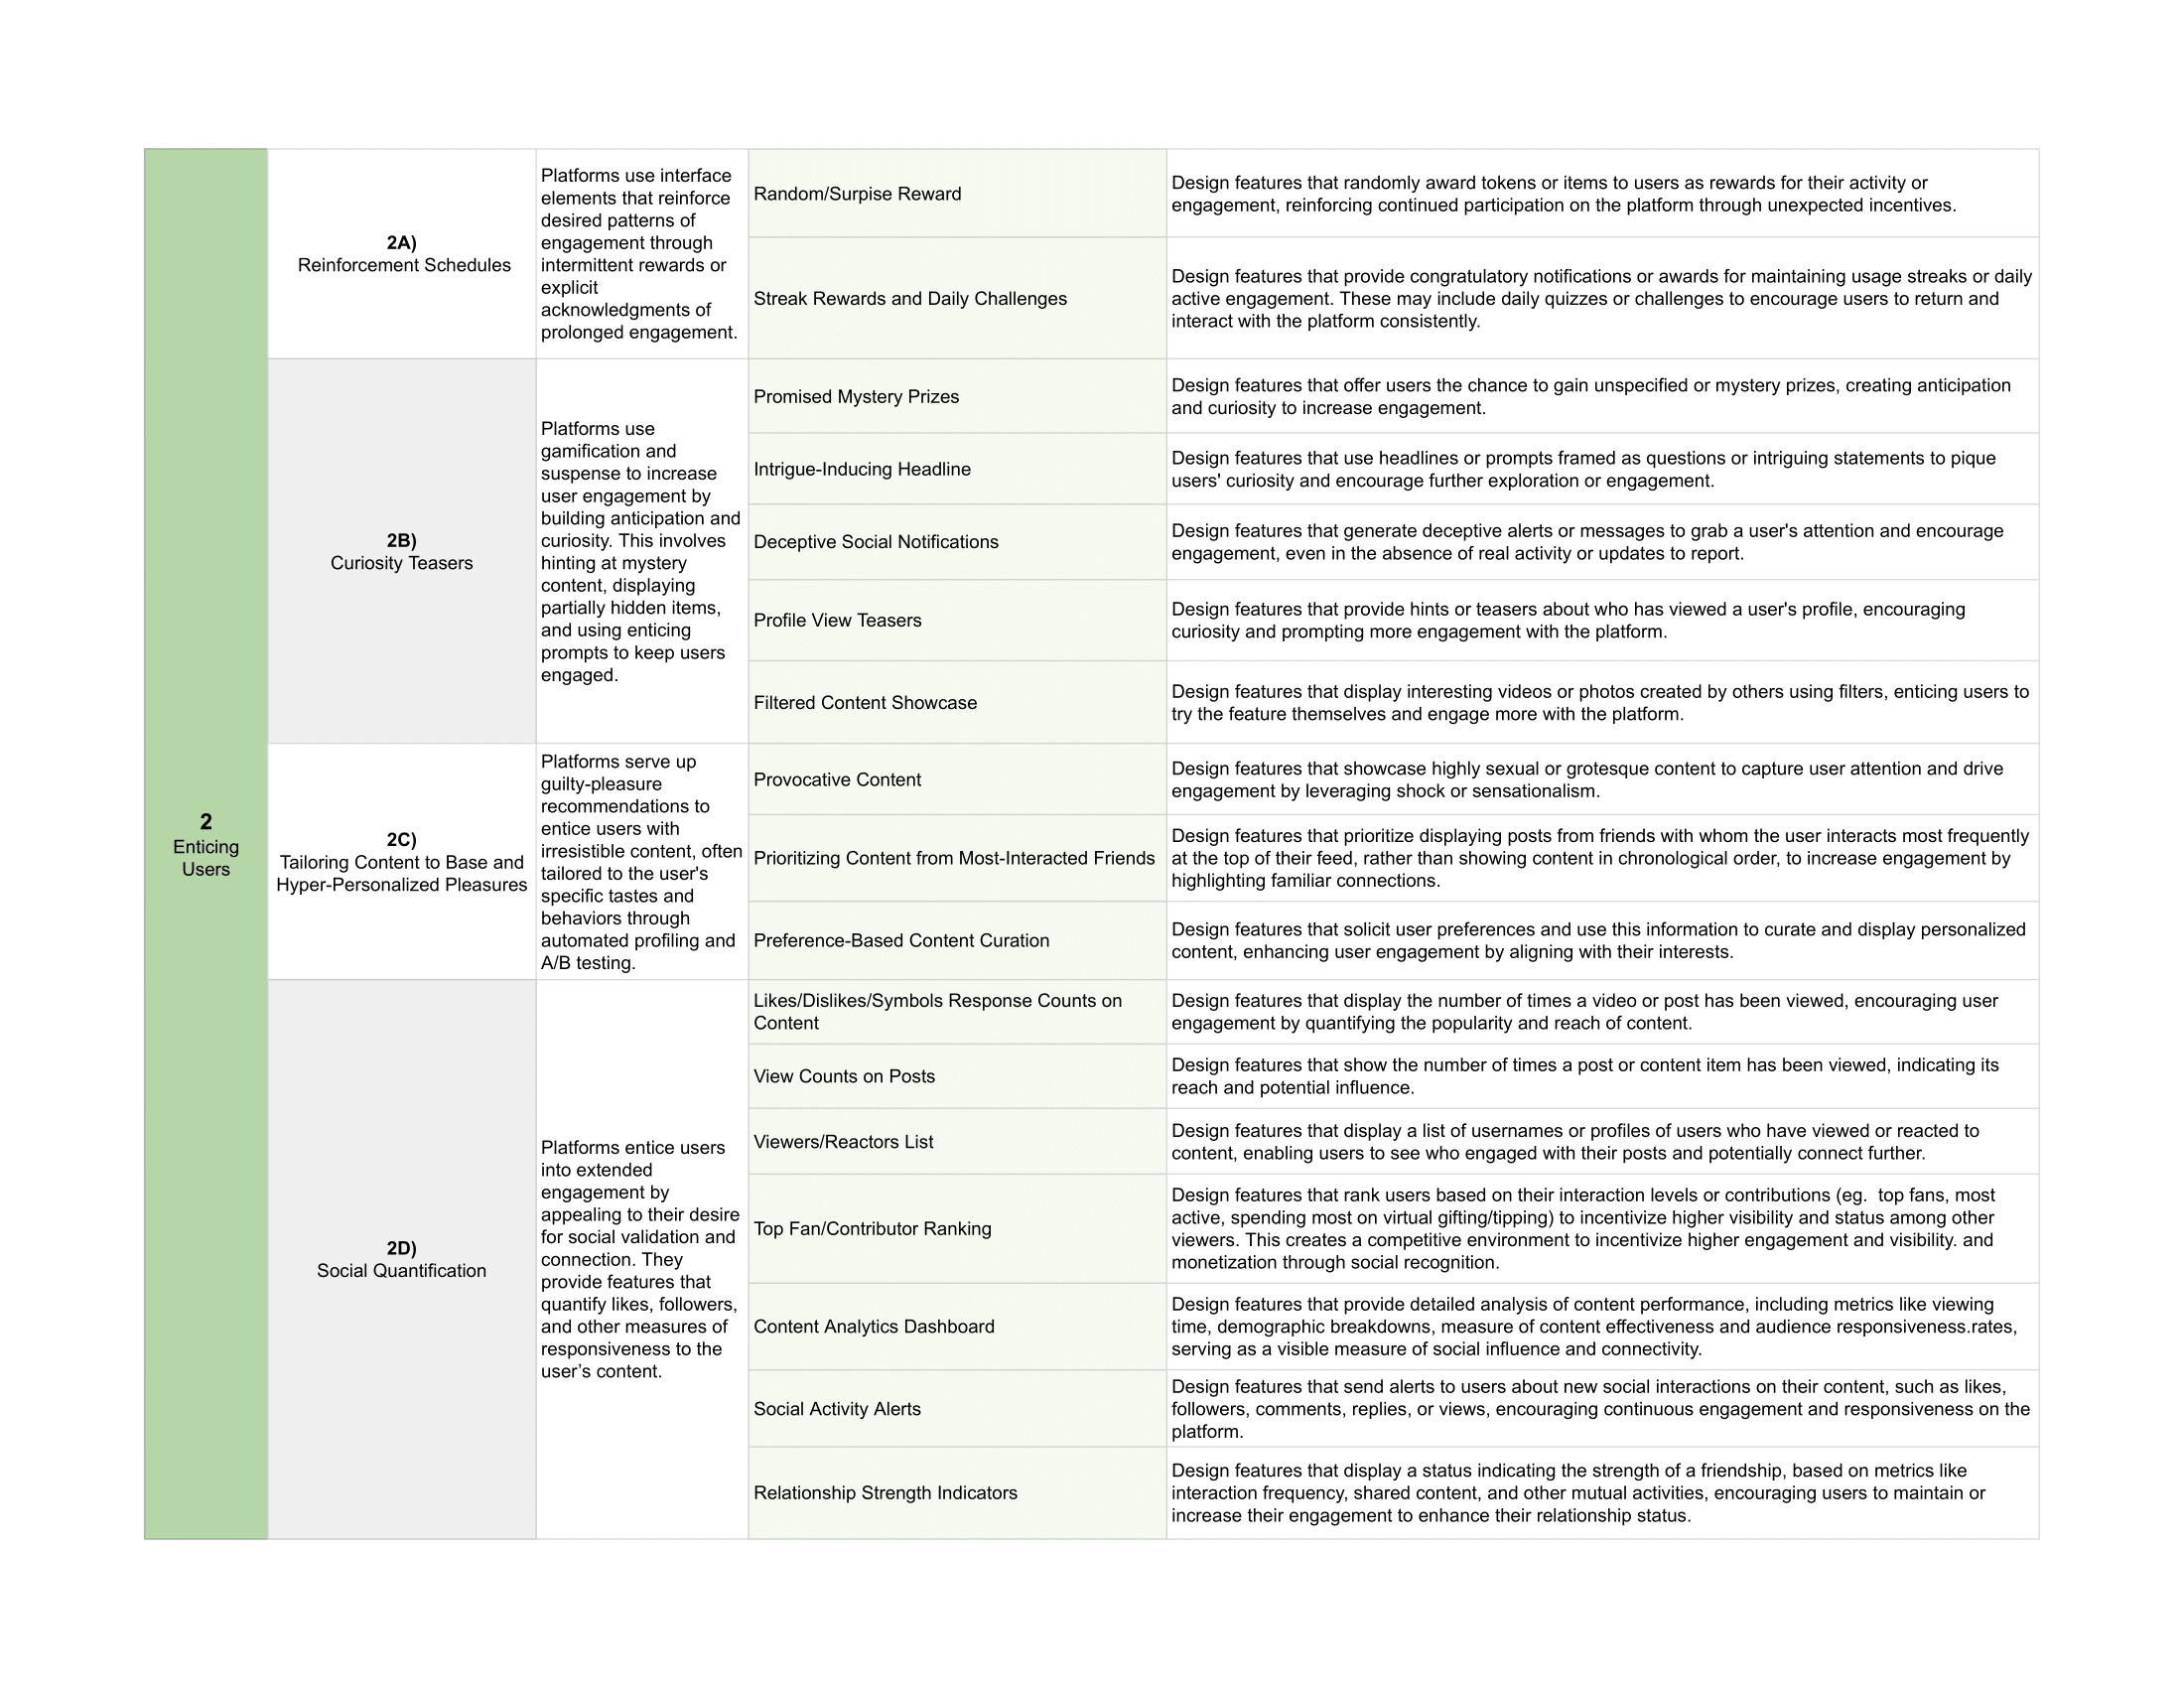 2
Enticing
Users
2A)
Reinforcement Schedules
Platforms use interface
elements that reinforce
desired patterns of
engagement through
intermittent rewards or
explicit
acknowledgments of
prolonged engagement.
Random/Surpise Reward
Design features that randomly award tokens or items to users as rewards for their activity or
engagement, reinforcing continued participation on the platform through unexpected incentives.
Streak Rewards and Daily Challenges
Design features that provide congratulatory notifications or awards for maintaining usage streaks or daily
active engagement. These may include daily quizzes or challenges to encourage users to return and
interact with the platform consistently.
2B)
Curiosity Teasers
Platforms use
gamification and
suspense to increase
user engagement by
building anticipation and
curiosity. This involves
hinting at mystery
content, displaying
partially hidden items,
and using enticing
prompts to keep users
engaged.
Promised Mystery Prizes
Design features that offer users the chance to gain unspecified or mystery prizes, creating anticipation
and curiosity to increase engagement.
Intrigue-Inducing Headline
Design features that use headlines or prompts framed as questions or intriguing statements to pique
users' curiosity and encourage further exploration or engagement.
Deceptive Social Notifications
Design features that generate deceptive alerts or messages to grab a user's attention and encourage
engagement, even in the absence of real activity or updates to report.
Profile View Teasers
Design features that provide hints or teasers about who has viewed a user's profile, encouraging
curiosity and prompting more engagement with the platform.
Filtered Content Showcase
Design features that display interesting videos or photos created by others using filters, enticing users to
try the feature themselves and engage more with the platform.
2C)
Tailoring Content to Base and
Hyper-Personalized Pleasures
Platforms serve up
guilty-pleasure
recommendations to
entice users with
irresistible content, often
tailored to the user's
specific tastes and
behaviors through
automated profiling and
A/B testing.
Provocative Content
Design features that showcase highly sexual or grotesque content to capture user attention and drive
engagement by leveraging shock or sensationalism.
Prioritizing Content from Most-Interacted Friends
Design features that prioritize displaying posts from friends with whom the user interacts most frequently
at the top of their feed, rather than showing content in chronological order, to increase engagement by
highlighting familiar connections.
Preference-Based Content Curation
Design features that solicit user preferences and use this information to curate and display personalized
content, enhancing user engagement by aligning with their interests.
2D)
Social Quantification
Platforms entice users
into extended
engagement by
appealing to their desire
for social validation and
connection. They
provide features that
quantify likes, followers,
and other measures of
responsiveness to the
user’s content.
Likes/Dislikes/Symbols Response Counts on
Content
Design features that display the number of times a video or post has been viewed, encouraging user
engagement by quantifying the popularity and reach of content.
View Counts on Posts
Design features that show the number of times a post or content item has been viewed, indicating its
reach and potential influence.
Viewers/Reactors List
Design features that display a list of usernames or profiles of users who have viewed or reacted to
content, enabling users to see who engaged with their posts and potentially connect further.
Top Fan/Contributor Ranking
Design features that rank users based on their interaction levels or contributions (eg.  top fans, most
active, spending most on virtual gifting/tipping) to incentivize higher visibility and status among other
viewers. This creates a competitive environment to incentivize higher engagement and visibility. and
monetization through social recognition.
Content Analytics Dashboard
Design features that provide detailed analysis of content performance, including metrics like viewing
time, demographic breakdowns, measure of content effectiveness and audience responsiveness.rates,
serving as a visible measure of social influence and connectivity.
Social Activity Alerts
Design features that send alerts to users about new social interactions on their content, such as likes,
followers, comments, replies, or views, encouraging continuous engagement and responsiveness on the
platform.
Relationship Strength Indicators
Design features that display a status indicating the strength of a friendship, based on metrics like
interaction frequency, shared content, and other mutual activities, encouraging users to maintain or
increase their engagement to enhance their relationship status.